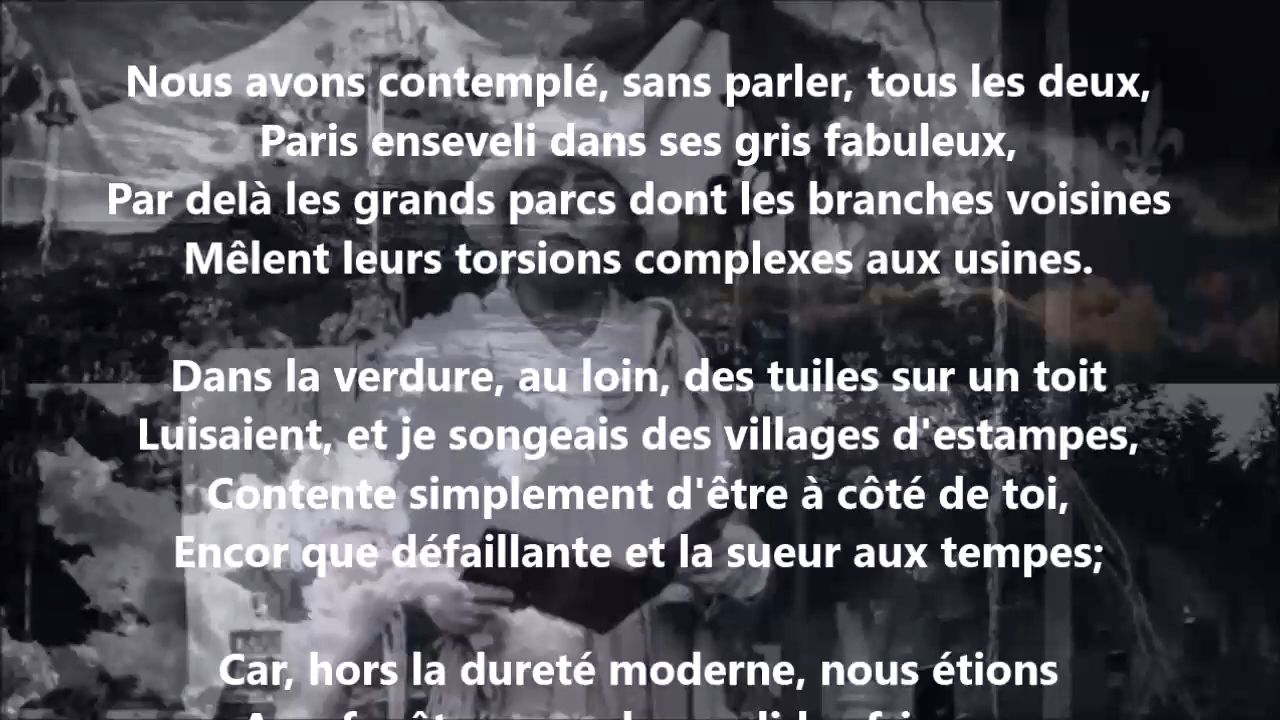 Nous avons contemplé, sans parler, tous les deux,
Paris enseveli dans ses gris fabuleux,
Par delà les grands parcs dont les branches voisines
Mêlent leurs torsions complexes aux usines.
Dans la verdure, au loin, des tuiles sur un toit
Luisaient, et je songeais des villages d'estampes,
Contente simplement d'être à côté de toi,
Encor que défaillante et la sueur aux tempes;
Car, hors la dureté moderne, nous étions